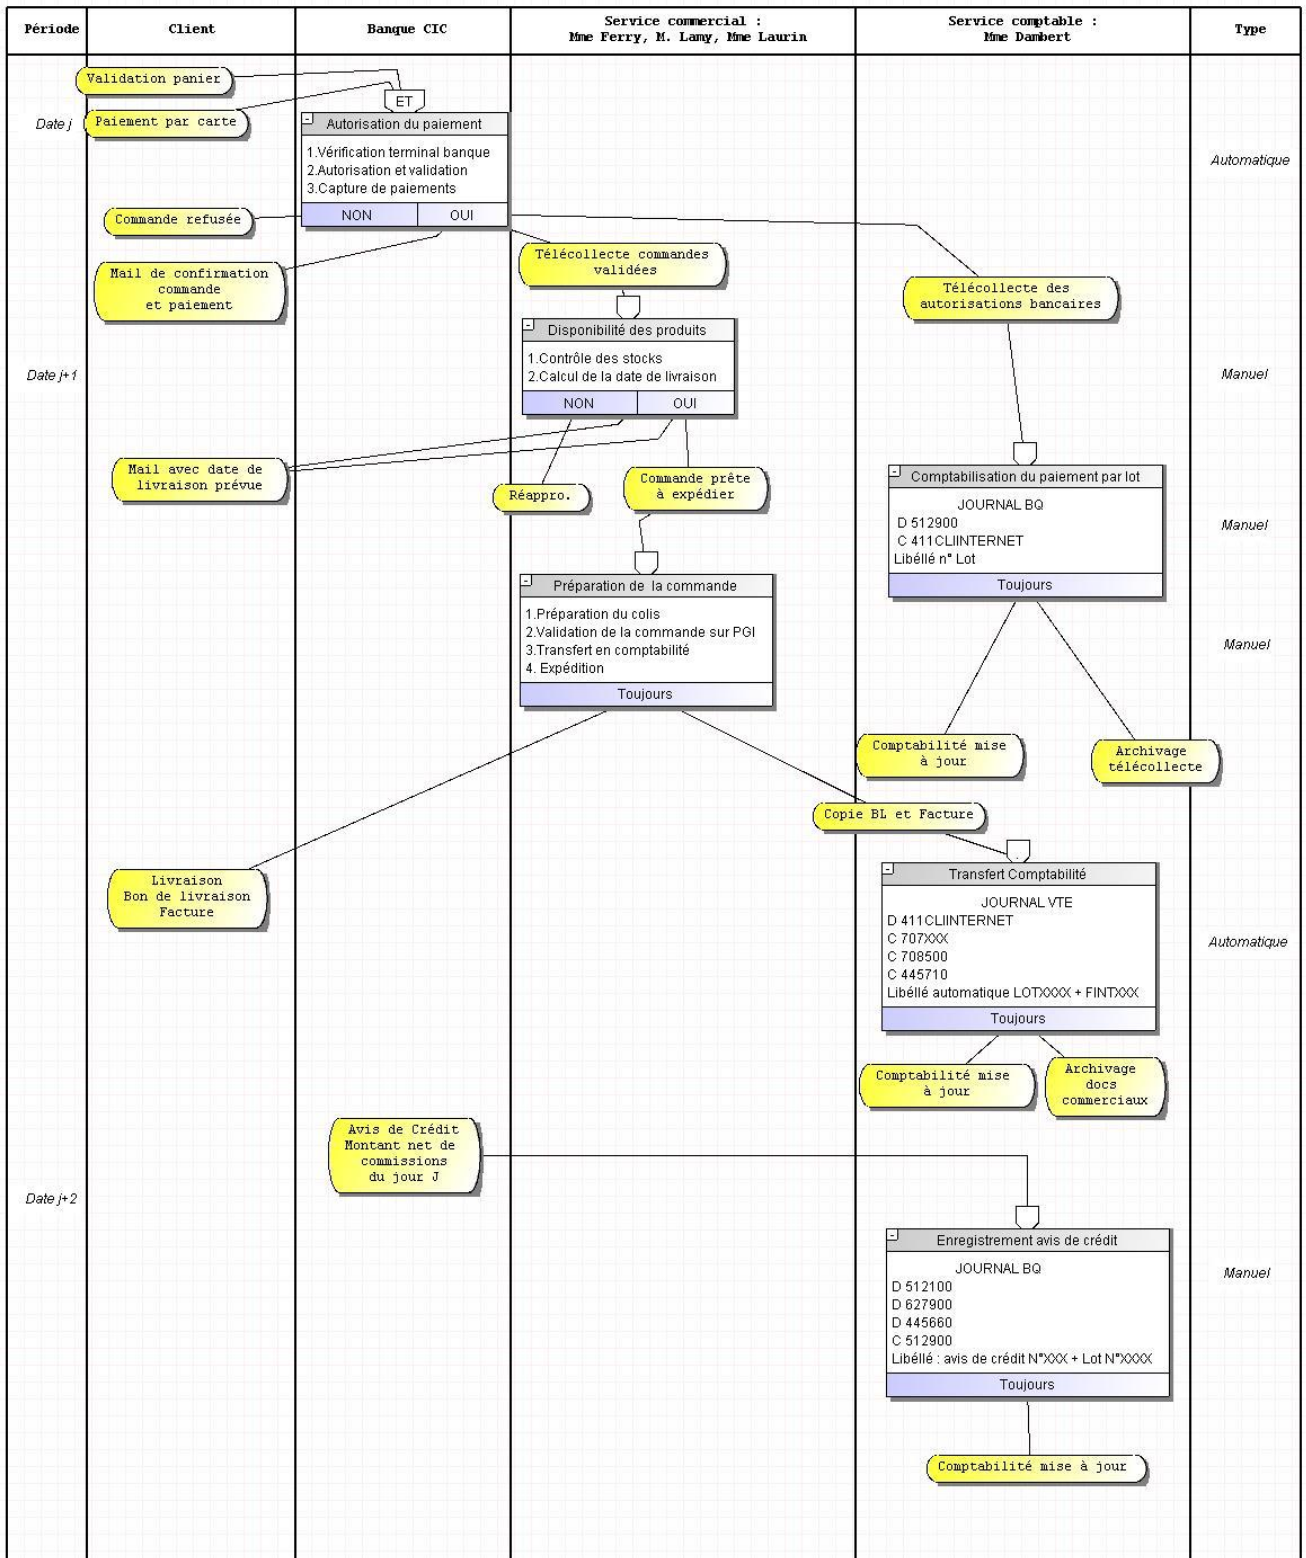 Période
Client
Banque CIC
Service commercial :
Mme Ferry, M. Lamy, Mme Laurin
Service comptable :
Mme Dambert
Type
Validation panier
ET
Date j
Paiement par carte
Autorisation du paiement
1.Vérification terminal banque
2.Autorisation et validation
3.Capture de paiements
NON
OUI
Automatique
Commande refusée
Mail de confirmation
commande
et paiement
Télécollecte commandes
validées
Télécollecte des
autorisations bancaires
Disponibilité des produits
1.Contrôle des stocks
2.Calcul de la date de livraison
NON
OUI
Date j+1
Manuel
Mail avec date de
livraison prévue
Réappro.
Commande prête
à expédier
Comptabilisation du paiement par lot
JOURNAL BQ
D 512900
C 411CLIINTERNET
Libéllé n° Lot
Toujours
Manuel
Préparation de la commande
1.Préparation du colis
2.Validation de la commande sur PGI
3.Transfert en comptabilité
4. Expédition
Toujours
Manuel
Comptabilité mise
à jour
Archivage
télécollecte
Copie BL et Facture
Livraison
Bon de livraison
Facture
Transfert Comptabilité
JOURNAL VTE
D 411CLIINTERNET
C 707XXX
C 708500
C 445710
Libéllé automatique LOTXXXX + FINTXXX
Toujours
Automatique
Comptabilité mise
à jour
Archivage
docs
commerciaux
Avis de Crédit
Montant net de
commissions
du jour J
Date j+2
Enregistrement avis de crédit
JOURNAL BQ
D 512100
D 627900
D 445660
C 512900
Libéllé : avis de crédit N°XXX + Lot N°XXXX
Toujours
Manuel
Comptabilité mise à jour